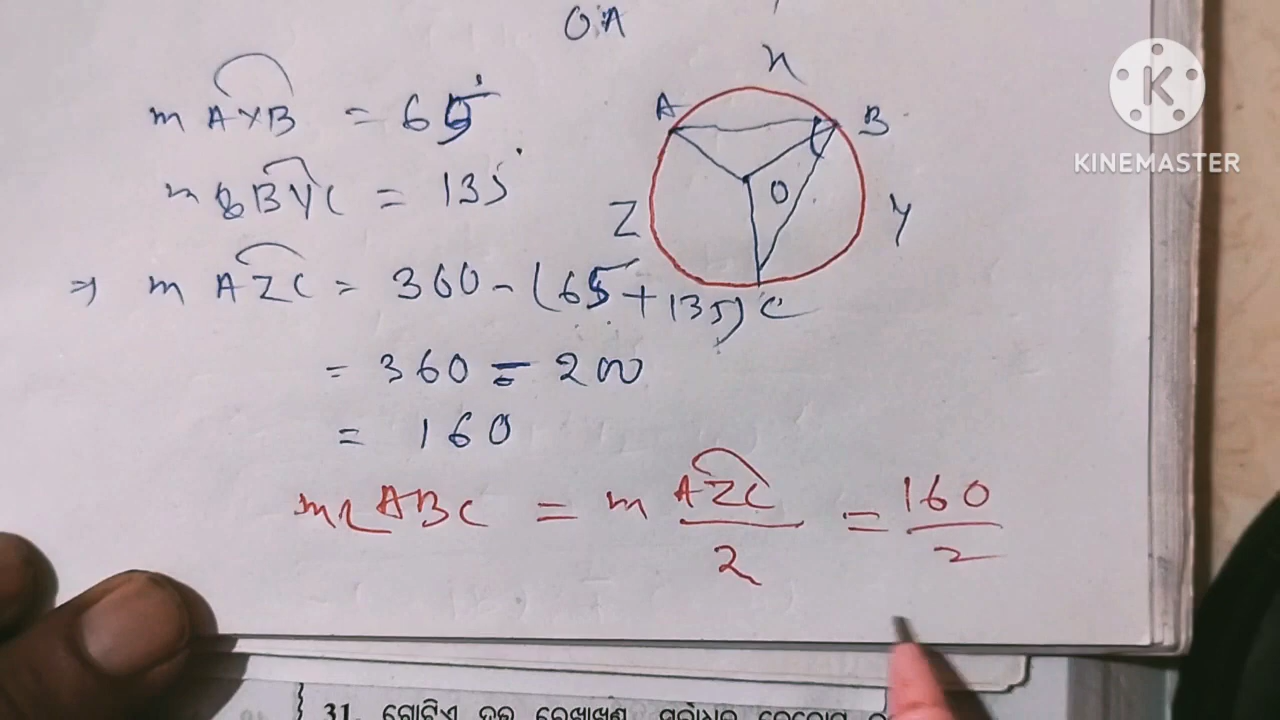 OA
m AXB = 65°
m BYC = 135°
⇒ m AZC = 360 - (65 + 135)
= 360 - 200
= 160
m∠ABC = m AZC / 2 = 160 / 2
A
X
B
O
Z
Y
C
K
KINEMASTER
31. ଗୋଟିଏ